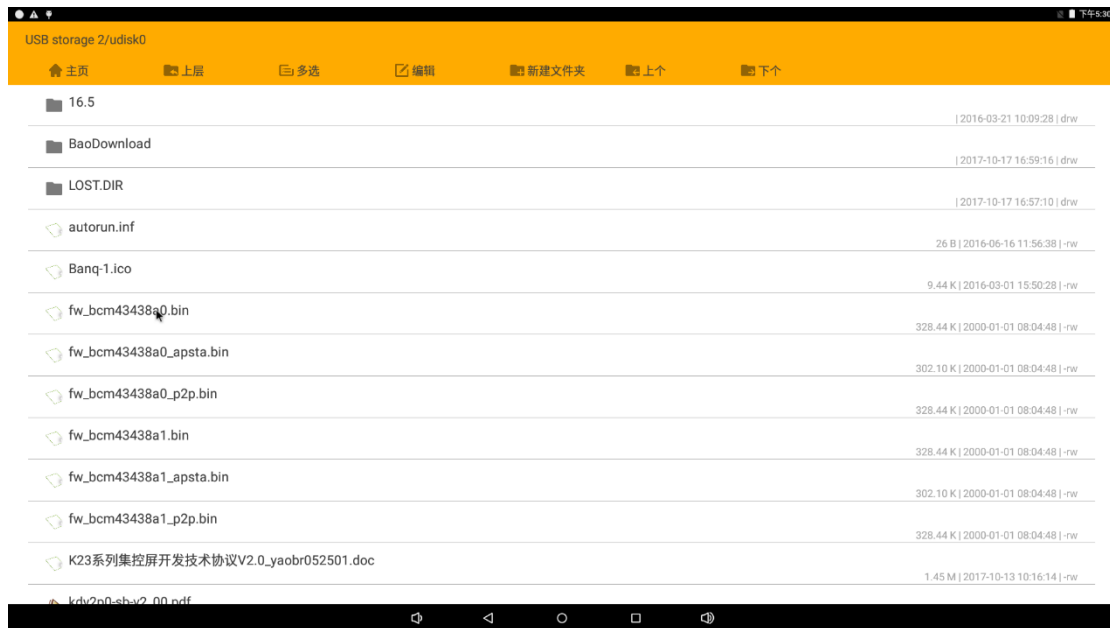 下午5:30
USB storage 2/udisk0
主页 上层 多选 编辑 新建文件夹 上个 下个
16.5
| 2016-03-21 10:09:28 | drw
BaoDownload
| 2017-10-17 16:59:16 | drw
LOST.DIR
| 2017-10-17 16:57:10 | drw
autorun.inf
26 B | 2016-06-16 11:56:38 | -rw
Banq-1.ico
9.44 K | 2016-03-01 15:50:28 | -rw
fw_bcm43438a0.bin
328.44 K | 2000-01-01 08:04:48 | -rw
fw_bcm43438a0_apsta.bin
302.10 K | 2000-01-01 08:04:48 | -rw
fw_bcm43438a0_p2p.bin
328.44 K | 2000-01-01 08:04:48 | -rw
fw_bcm43438a1.bin
328.44 K | 2000-01-01 08:04:48 | -rw
fw_bcm43438a1_apsta.bin
302.10 K | 2000-01-01 08:04:48 | -rw
fw_bcm43438a1_p2p.bin
328.44 K | 2000-01-01 08:04:48 | -rw
K23系列集控屏开发技术协议V2.0_yaobr052501.doc
1.45 M | 2017-10-13 10:16:14 | -rw